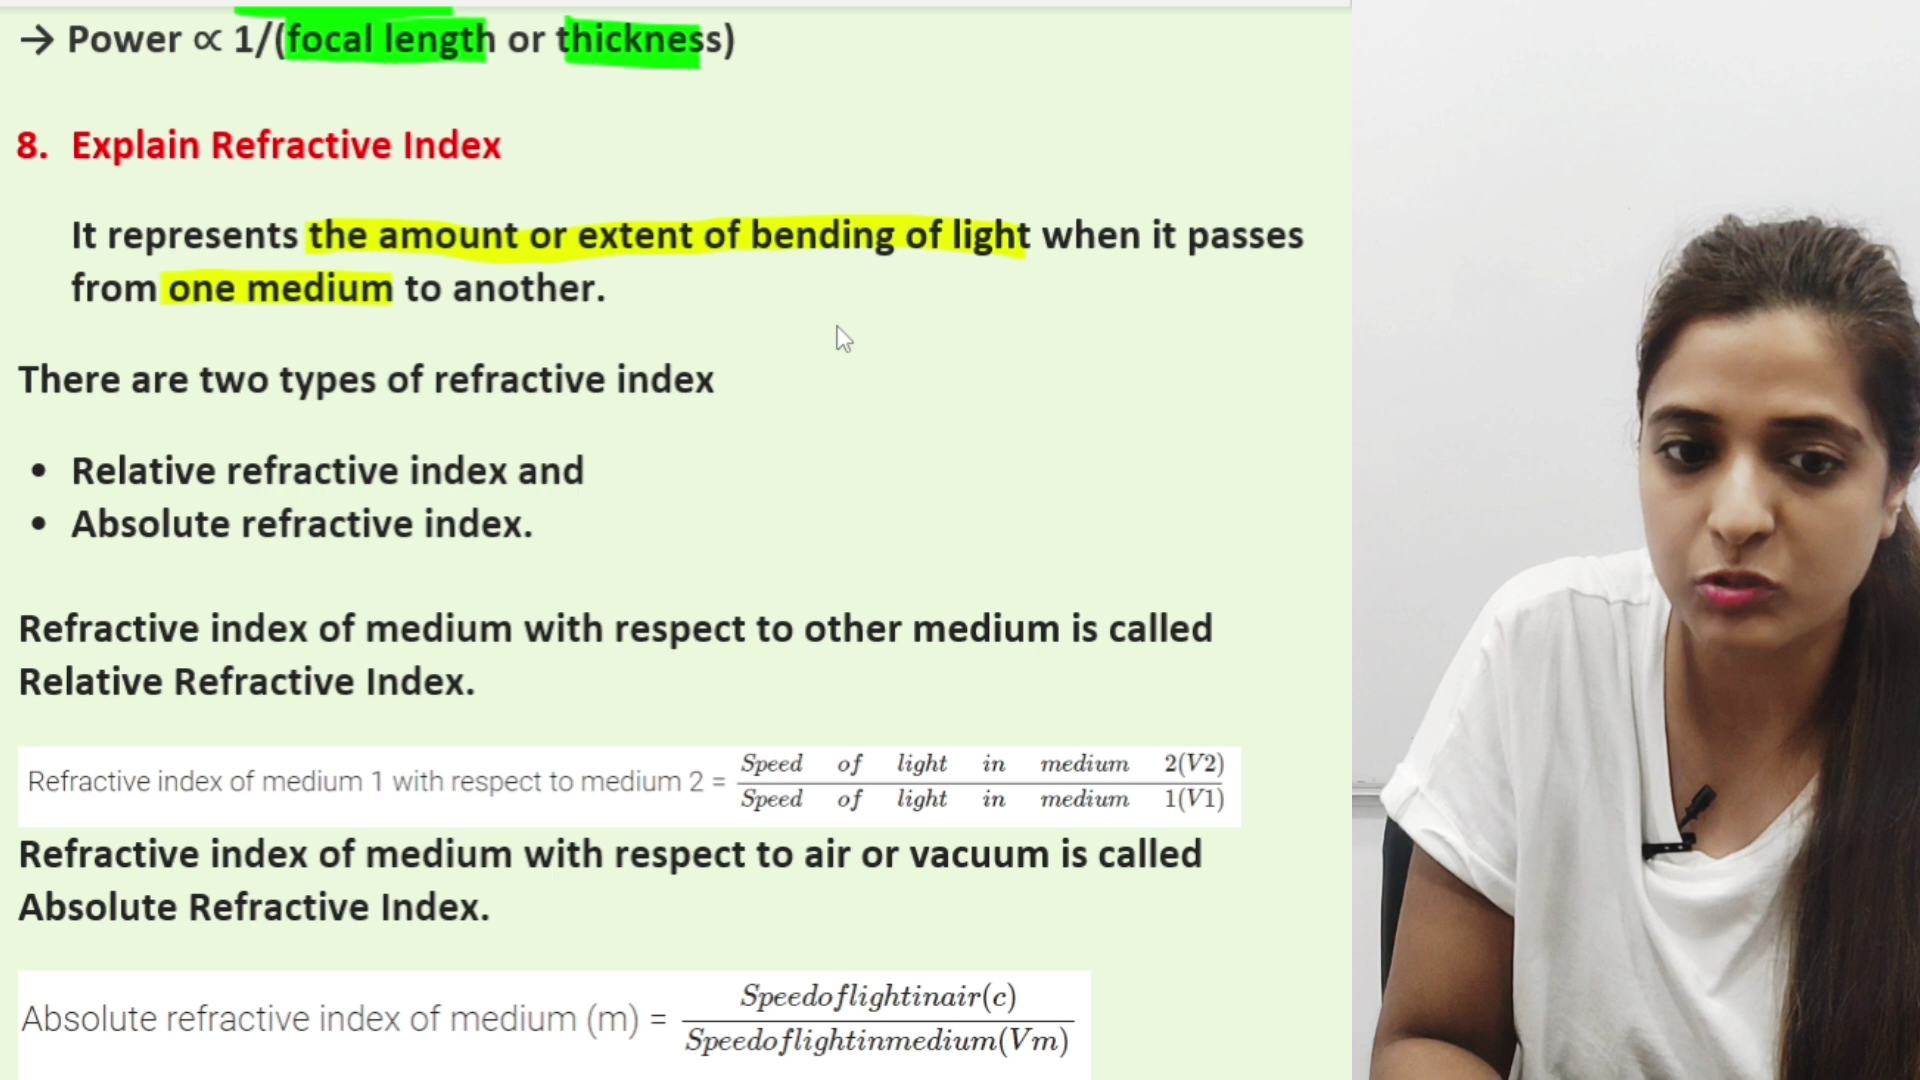 → Power ∝ 1/(focal length or thickness)
8. Explain Refractive Index
It represents the amount or extent of bending of light when it passes
from one medium to another.
There are two types of refractive index
• Relative refractive index and
• Absolute refractive index.
Refractive index of medium with respect to other medium is called
Relative Refractive Index.
Refractive index of medium 1 with respect to medium 2 = Speed of light in medium 2(V2)
Speed of light in medium 1(V1)
Refractive index of medium with respect to air or vacuum is called
Absolute Refractive Index.
Absolute refractive index of medium (m) = Speedoflightinair(c)
Speedoflightinmedium(Vm)